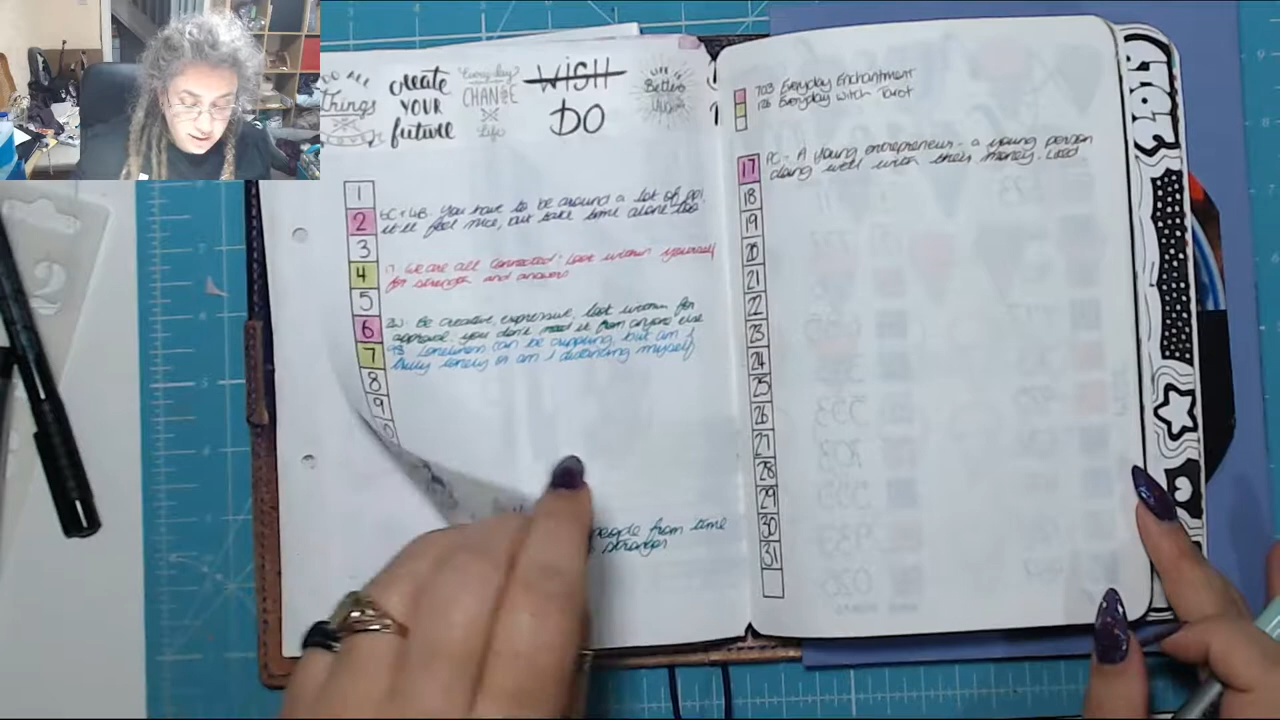 DO ALL
Things
create
YOUR
future
Everyday
CHANGE
Life
WISH
DO
Better
1
2 6C + 4B. You have to be around a lot of ppl.
it'll feel nice, but take time alone too
3
4 17 We are all connected. Look within yourself
for strength and answers
5
6 2W. Be creative, expressive, look within for
approval, you don't need it from anyone else
7 9S Loneliness can be crippling, but am I
truly lonely or am I distancing myself
8
9
people from time
stranger
703 Everyday Enchantment
126 Everyday Witch Tarot
17 PC - A young entrepreneur - a young person
doing well with their money.
18
19
20
21
22
23
24
25
26
27
28
29
30
31
2